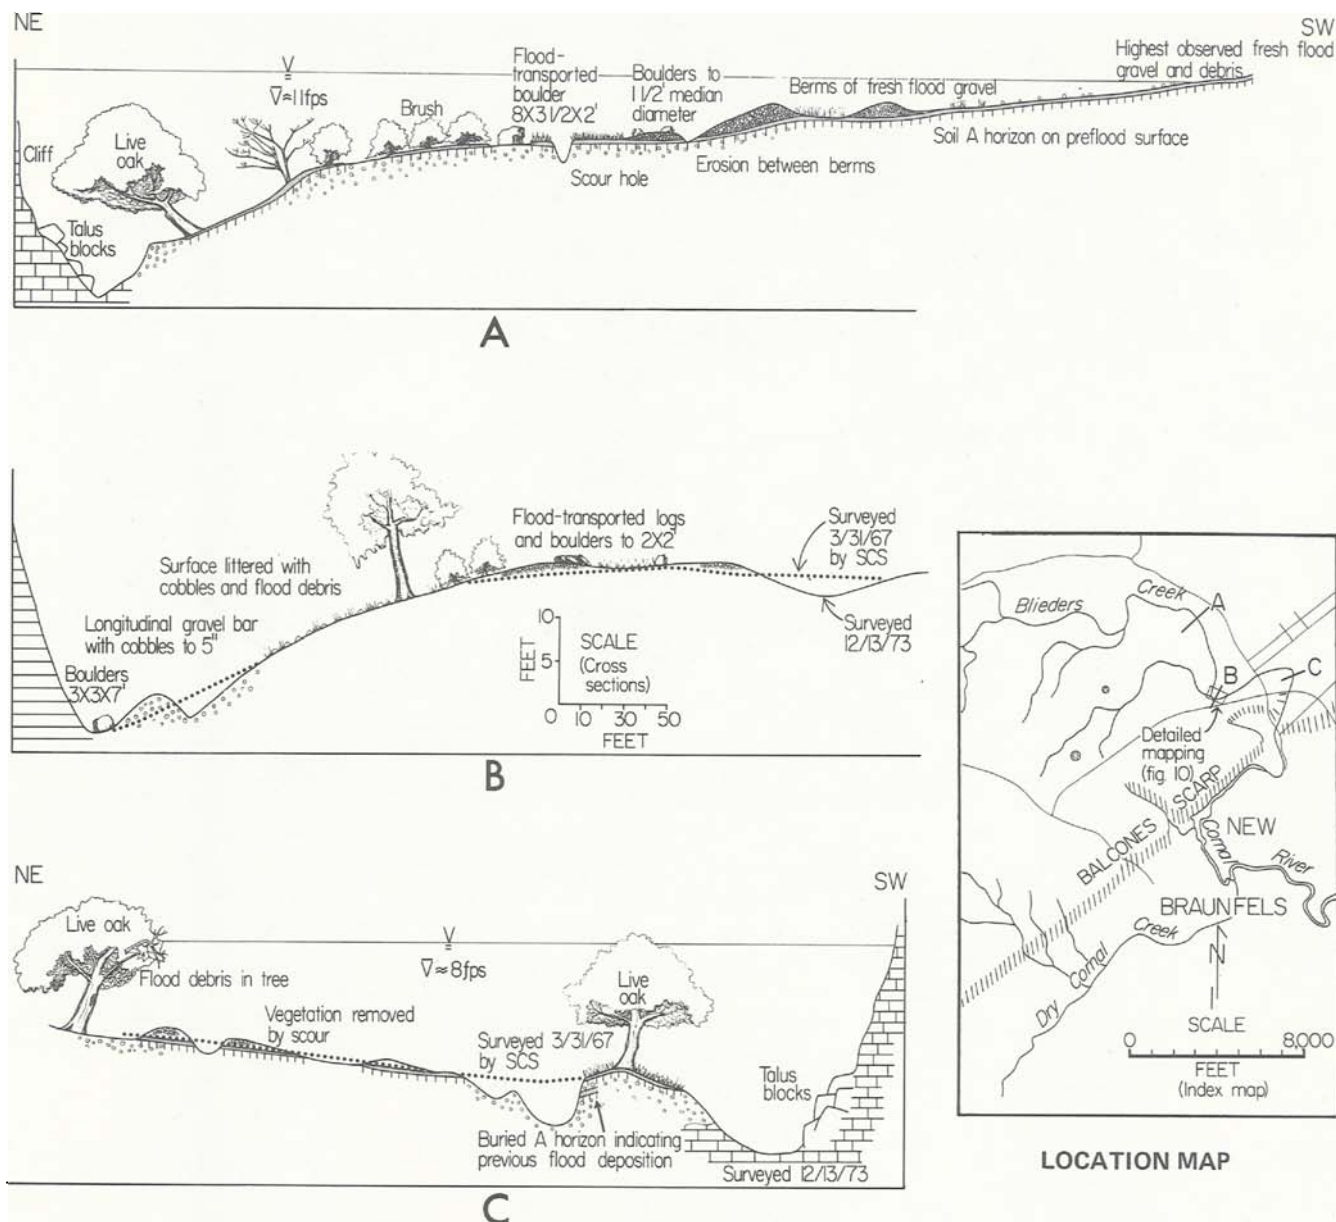 NE
SW
Highest observed fresh flood
gravel and debris
V
V̄≈11fps
Flood-
transported
boulder
8X3 1/2X2'
Boulders to
1 1/2' median
diameter
Berms of fresh flood gravel
Brush
Live
oak
Cliff
Soil A horizon on preflood surface
Scour hole
Erosion between berms
Talus
blocks
A
Flood-transported logs
and boulders to 2X2'
Surveyed
3/31/67
by SCS
Surface littered with
cobbles and flood debris
Longitudinal gravel bar
with cobbles to 5"
Boulders
3X3X7'
10
5
0
FEET
SCALE
(Cross
sections)
10 30 50
FEET
Surveyed
12/13/73
B
NE
SW
Live oak
V
V̄≈8fps
Flood debris in tree
Live
oak
Vegetation removed
by scour
Surveyed 3/31/67
by SCS
Talus
blocks
Buried A horizon indicating
previous flood deposition
Surveyed 12/13/73
C
Blieders
Creek
A
B
C
Detailed
mapping
(fig. 10)
BALCONES
SCARP
Comal
River
NEW
BRAUNFELS
Dry
Comal
Creek
N
SCALE
0 8,000
FEET
(Index map)
LOCATION MAP